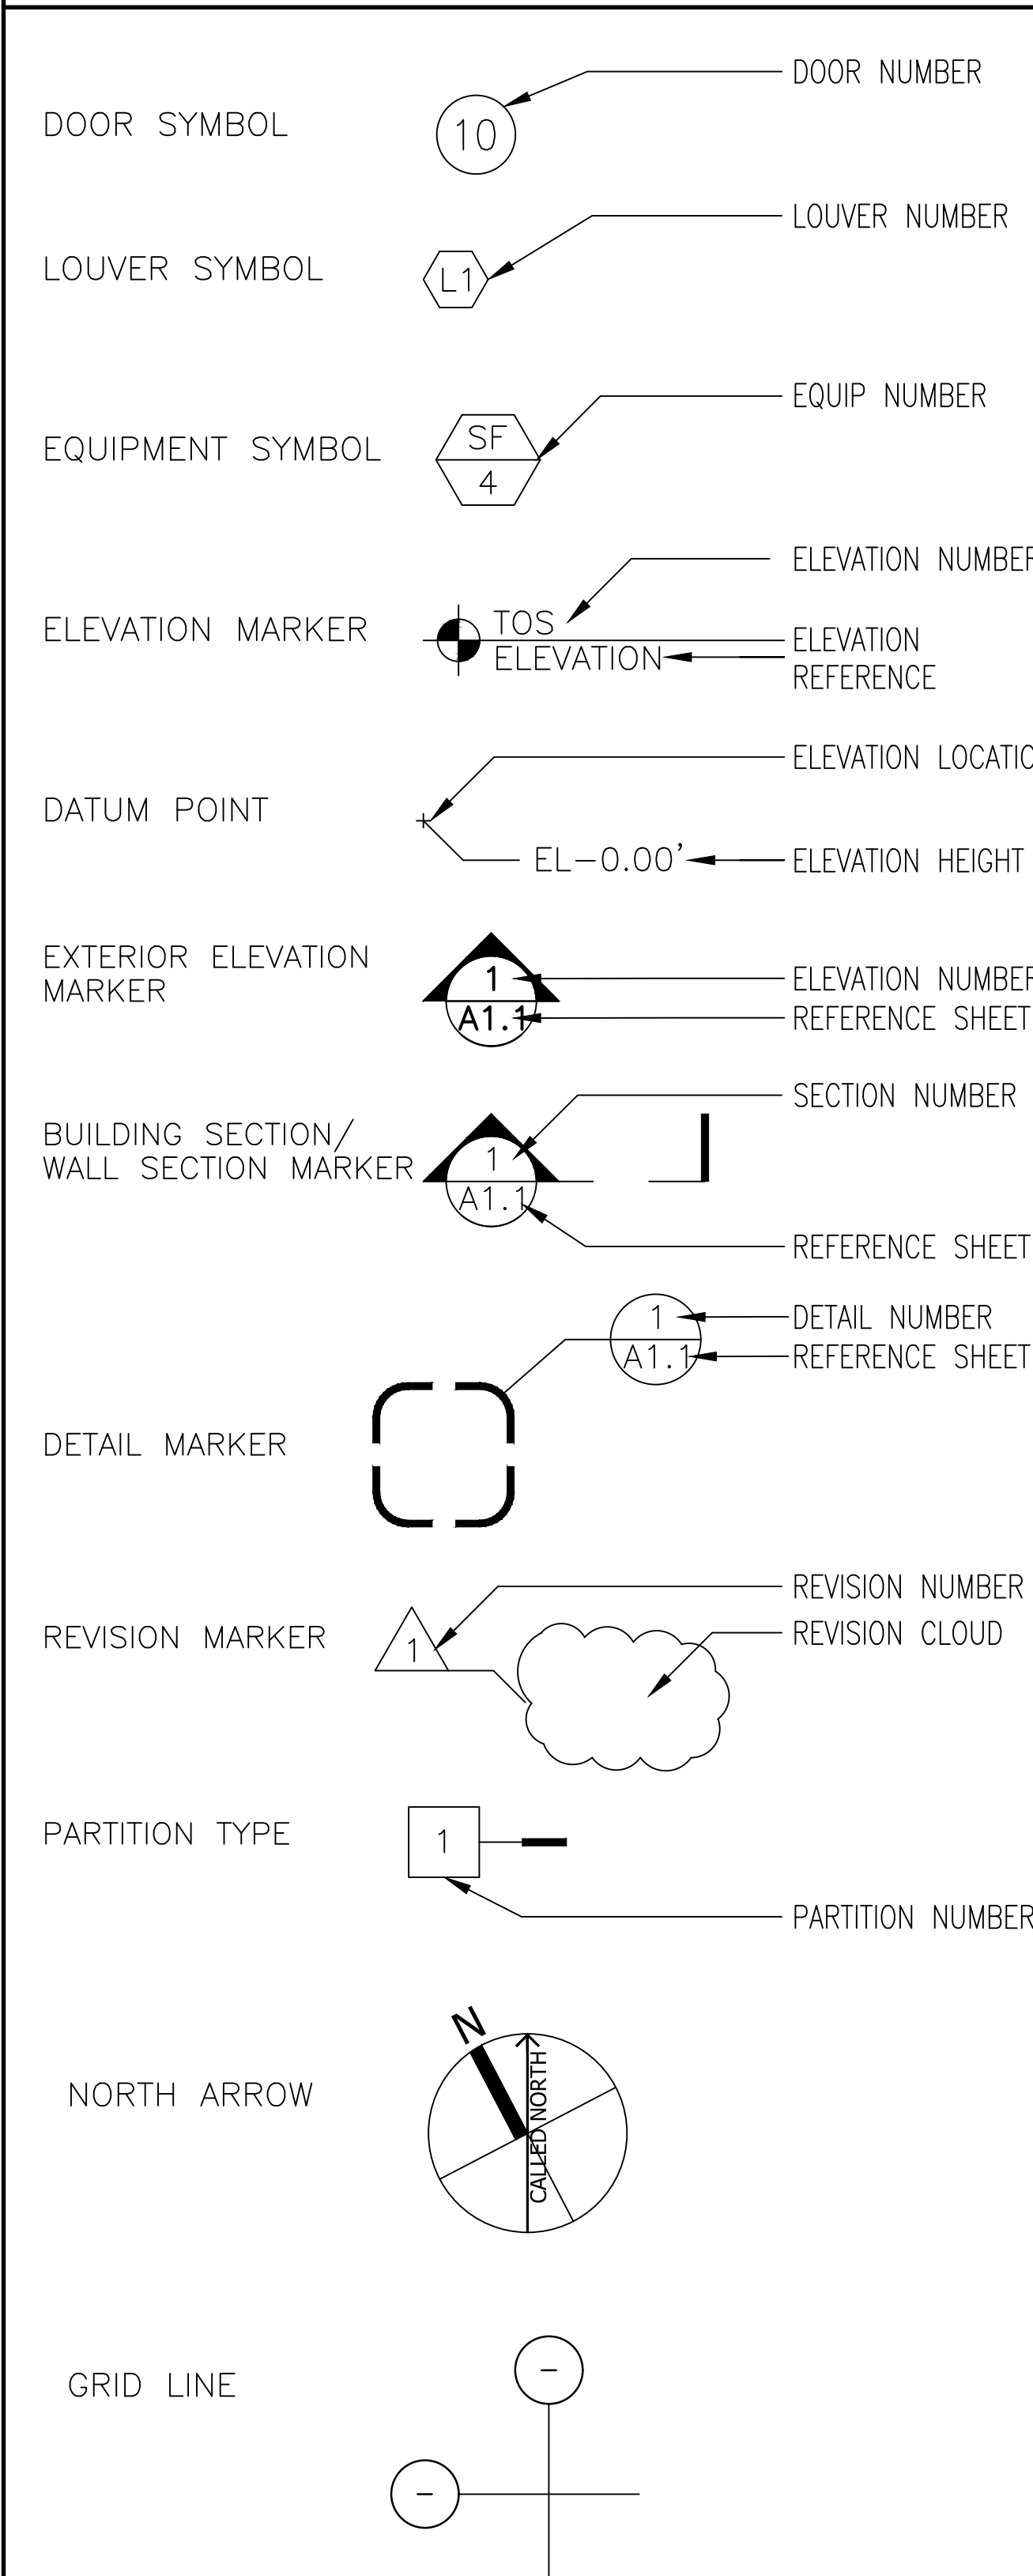 DOOR NUMBER
DOOR SYMBOL
10
LOUVER NUMBER
LOUVER SYMBOL
L1
EQUIP NUMBER
EQUIPMENT SYMBOL
SF
4
ELEVATION NUMBER
ELEVATION MARKER
TOS
ELEVATION
ELEVATION
REFERENCE
ELEVATION LOCATIO
DATUM POINT
EL-0.00'
ELEVATION HEIGHT
EXTERIOR ELEVATION
MARKER
1
A1.1
ELEVATION NUMBER
REFERENCE SHEET
SECTION NUMBER
BUILDING SECTION/
WALL SECTION MARKER
1
A1.1
REFERENCE SHEET
1
A1.1
DETAIL NUMBER
REFERENCE SHEET
DETAIL MARKER
REVISION NUMBER
REVISION CLOUD
REVISION MARKER
1
PARTITION TYPE
1
PARTITION NUMBER
N
NORTH ARROW
CALLED NORTH
GRID LINE
-
-